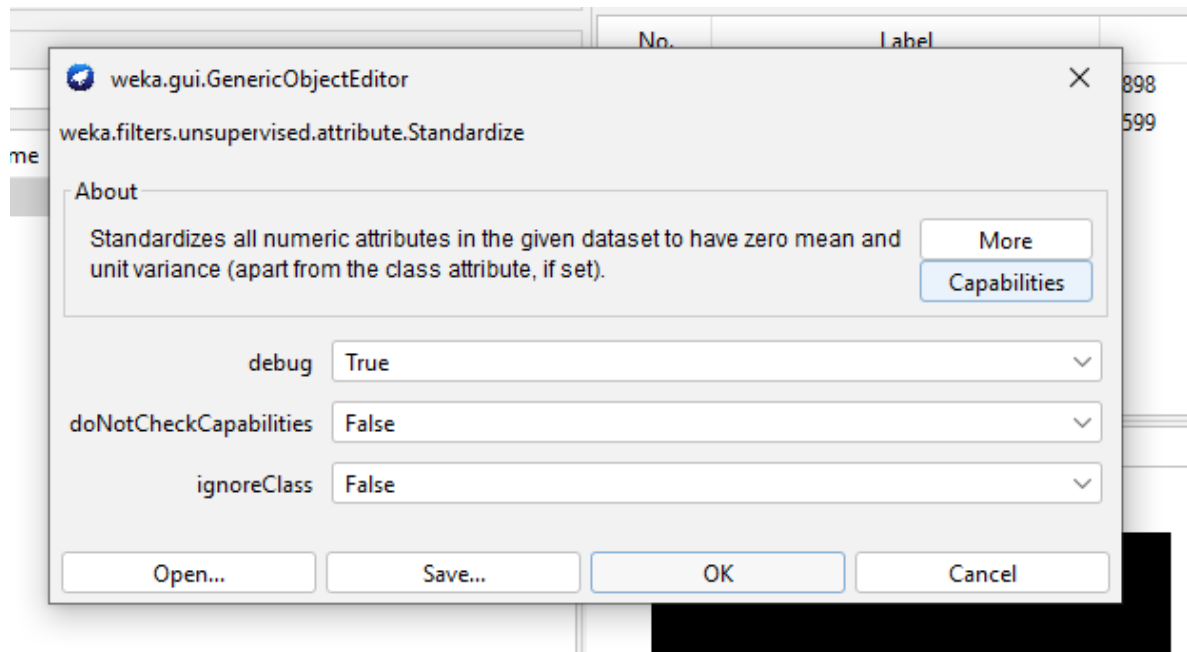 No.
Label
weka.gui.GenericObjectEditor
898
weka.filters.unsupervised.attribute.Standardize
599
me
About
Standardizes all numeric attributes in the given dataset to have zero mean and
unit variance (apart from the class attribute, if set).
More
Capabilities
debug
True
doNotCheckCapabilities
False
ignoreClass
False
Open...
Save...
OK
Cancel